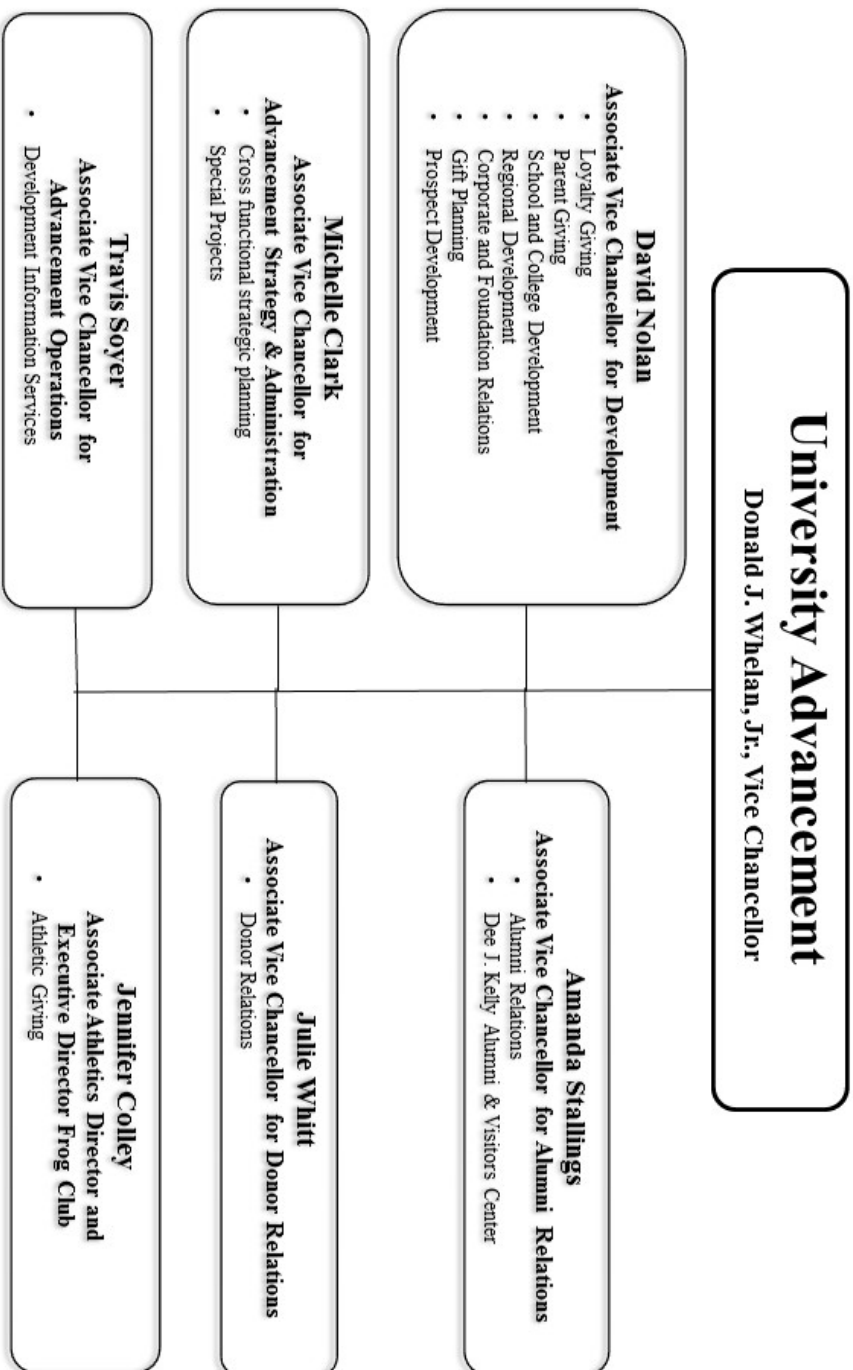 University Advancement
Donald J. Whelan, Jr., Vice Chancellor
David Nolan
Associate Vice Chancellor for Development
• Loyalty Giving
• Parent Giving
• School and College Development
• Regional Development
• Corporate and Foundation Relations
• Gift Planning
• Prospect Development
Amanda Stallings
Associate Vice Chancellor for Alumni Relations
• Alumni Relations
• Dee J. Kelly Alumni & Visitors Center
Michelle Clark
Associate Vice Chancellor for
Advancement Strategy & Administration
• Cross functional strategic planning
• Special Projects
Julie Whitt
Associate Vice Chancellor for Donor Relations
• Donor Relations
Travis Soyer
Associate Vice Chancellor for
Advancement Operations
• Development Information Services
Jennifer Colley
Associate Athletics Director and
Executive Director Frog Club
• Athletic Giving